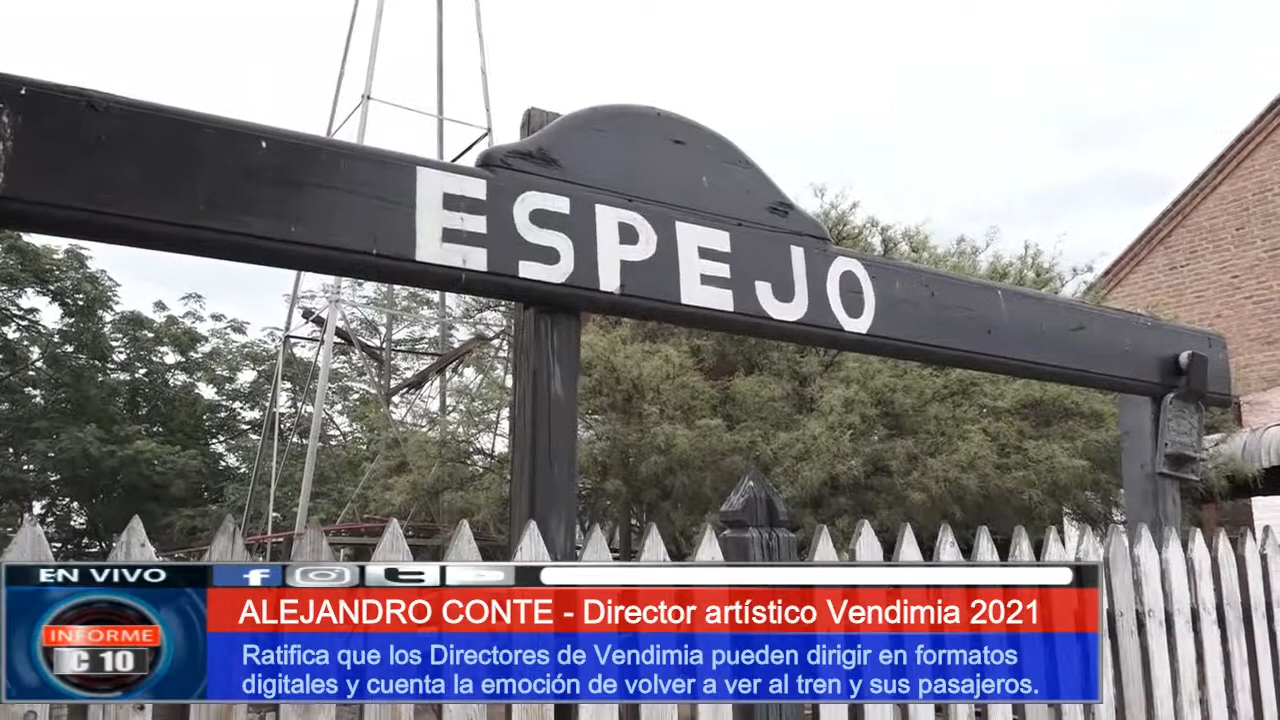 ESPEJO
EN VIVO
INFORME
C 10
ALEJANDRO CONTE - Director artístico Vendimia 2021
Ratifica que los Directores de Vendimia pueden dirigir en formatos
digitales y cuenta la emoción de volver a ver al tren y sus pasajeros.